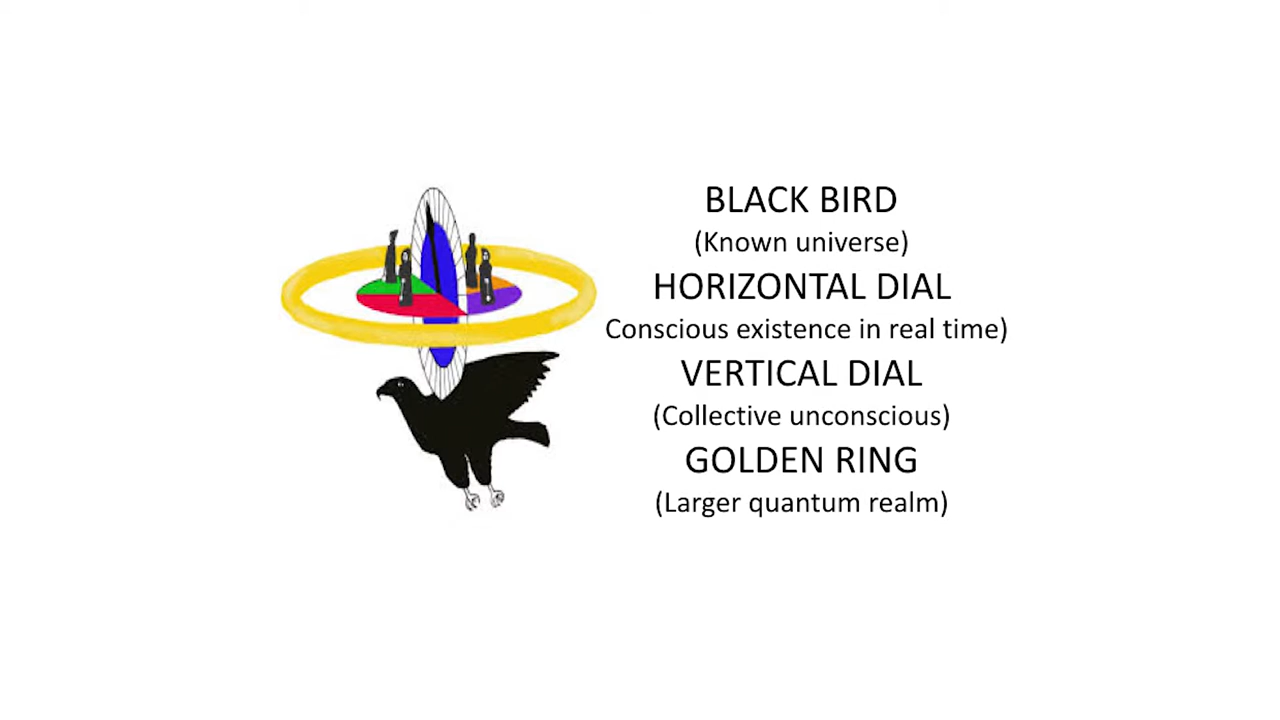 BLACK BIRD
(Known universe)
HORIZONTAL DIAL
Conscious existence in real time)
VERTICAL DIAL
(Collective unconscious)
GOLDEN RING
(Larger quantum realm)